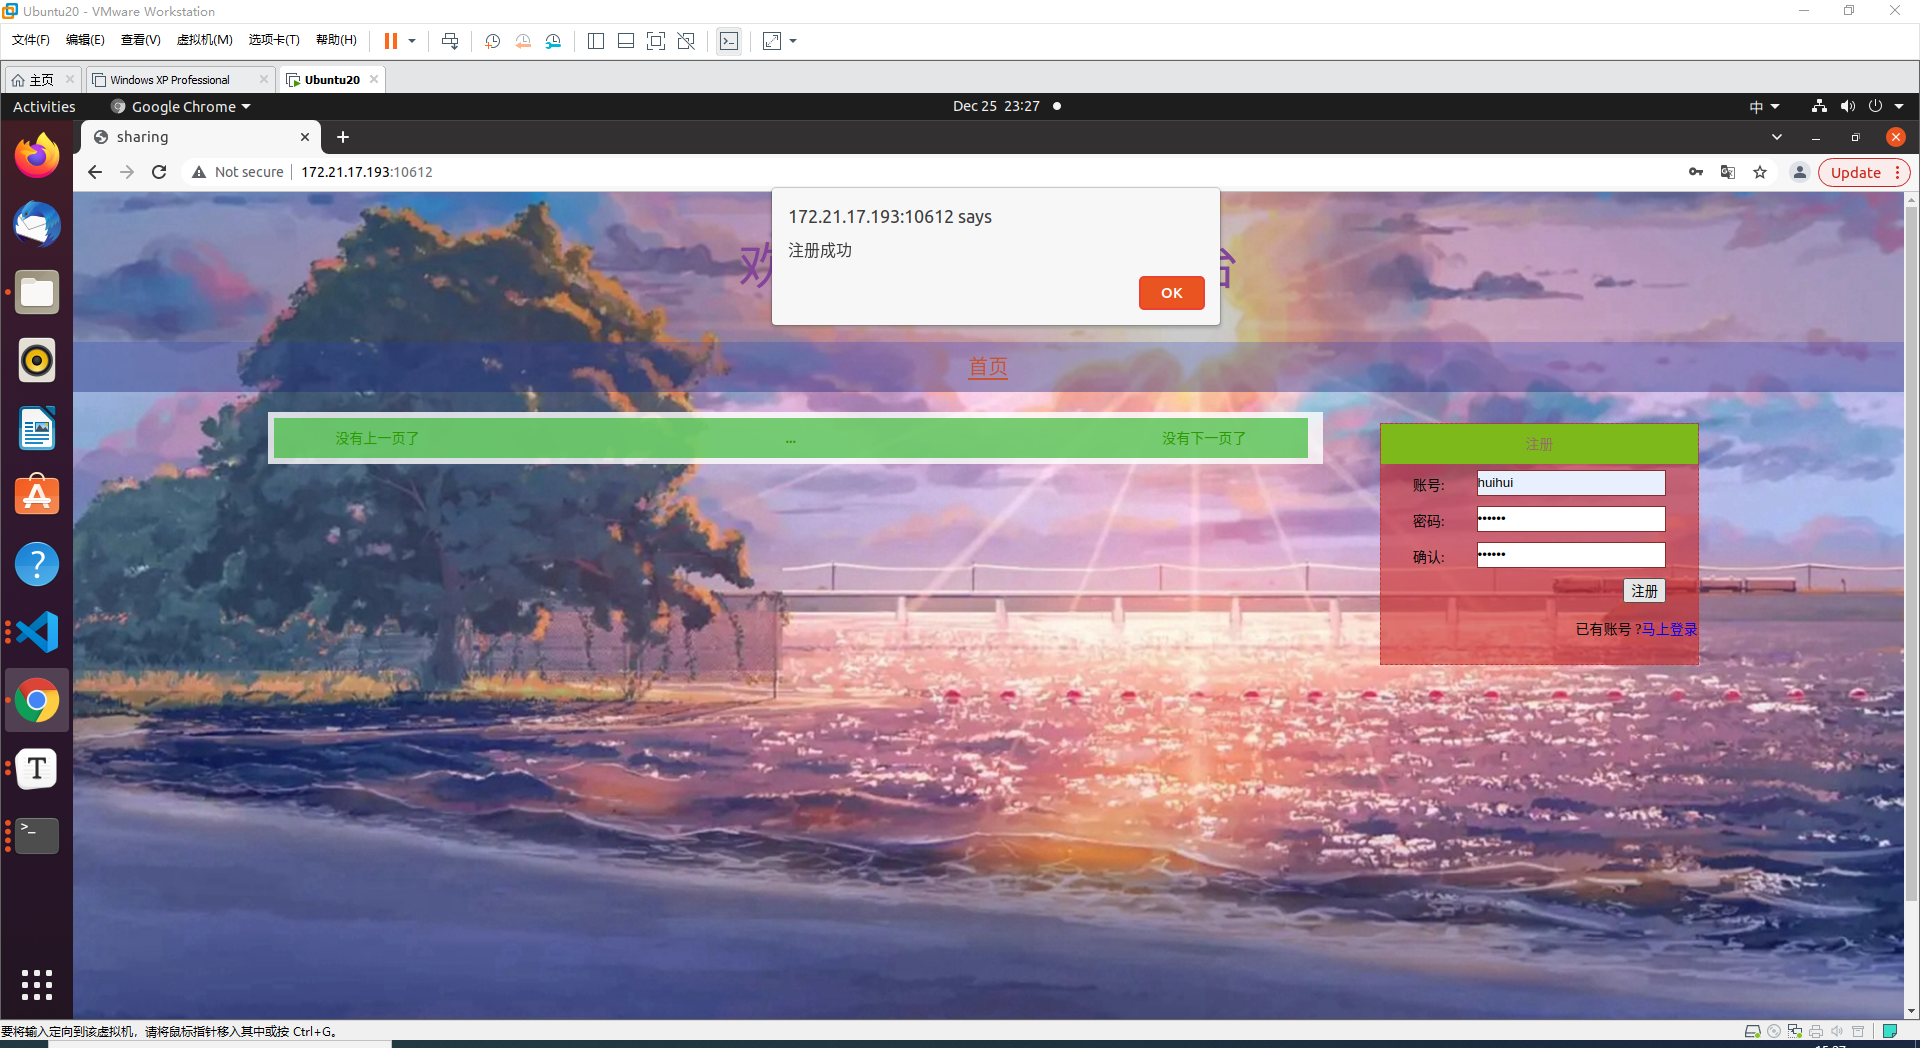 Ubuntu20 - VMware Workstation
文件(F) 编辑(E) 查看(V) 虚拟机(M) 选项卡(T) 帮助(H)
主页 Windows XP Professional Ubuntu20
Activities Google Chrome Dec 25 23:27 中
sharing
Not secure 172.21.17.193:10612 Update
172.21.17.193:10612 says
注册成功
OK
首页
没有上一页了 ... 没有下一页了
注册
账号: huihui
密码: ••••••
确认: ••••••
注册
已有账号 ?马上登录
要将输入定向到该虚拟机，请将鼠标指针移入其中或按 Ctrl+G。